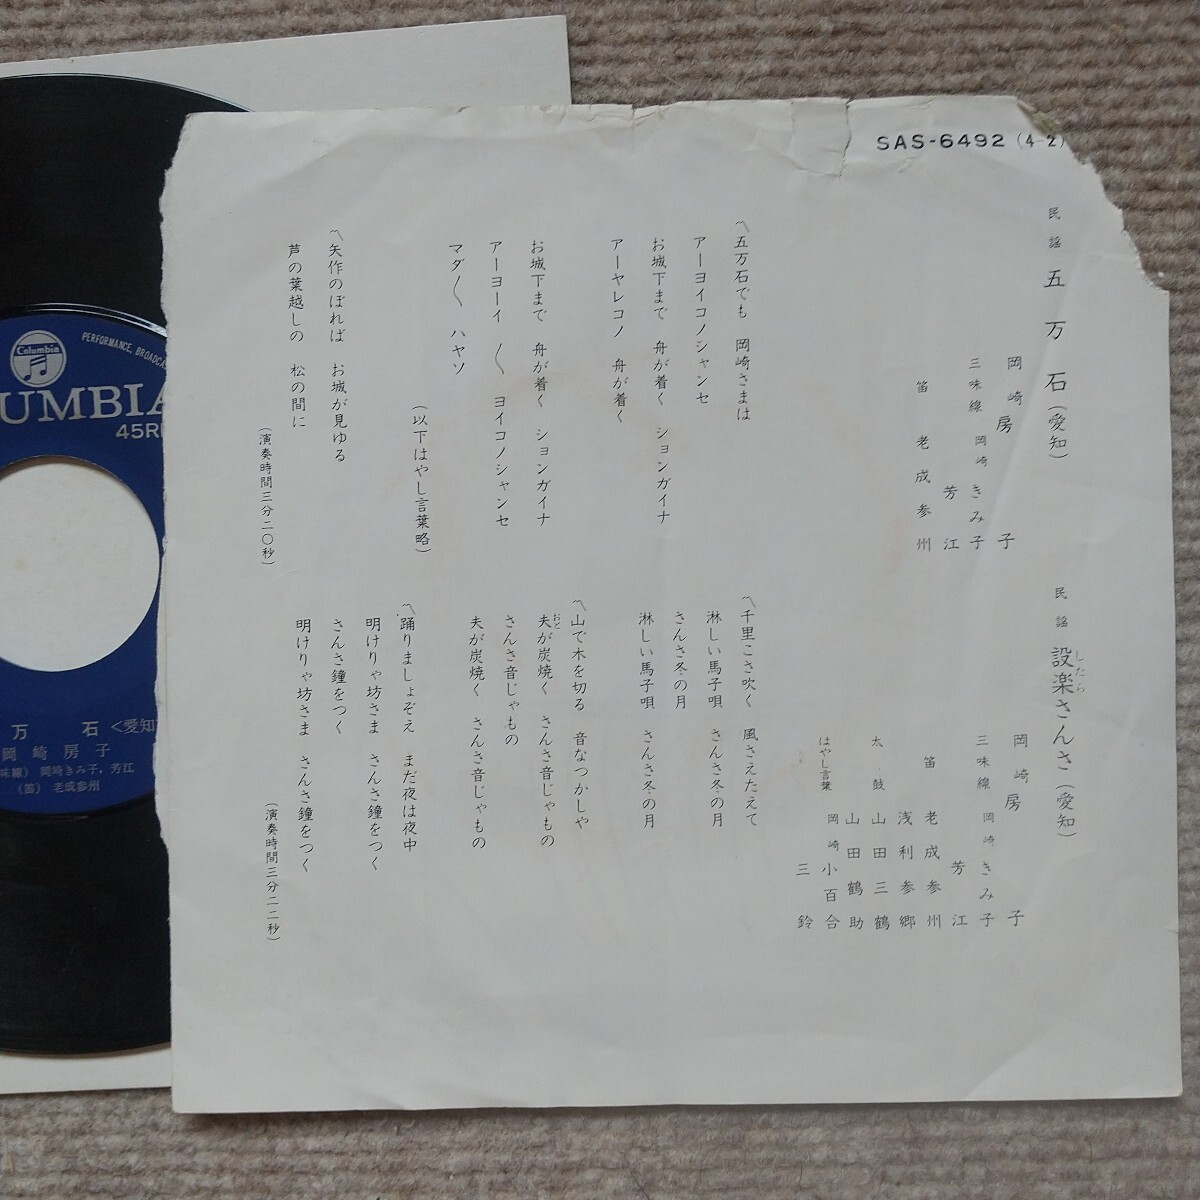 SAS-6492 (4-2)
民謡 五万石(愛知)
岡崎房子
三味線 岡崎きみ子
芳江
笛 老成参州
〽五万石でも 岡崎さまは
アーヨイコノシャンセ
お城下まで 舟が着く ションガイナ
アーヤレコノ 舟が着く
お城下まで 舟が着く ションガイナ
アーヨーイ 〱 ヨイコノシャンセ
マダ〱 ハヤソ
(以下はやし言葉略)
〽矢作のぼれば お城が見ゆる
芦の葉越しの 松の間に
(演奏時間三分二〇秒)
民謡 設楽さんさ(愛知)
したら
岡崎房子
三味線 岡崎きみ子
芳江
笛 老成参州
浅利参郷
太鼓 山田三鶴
山田鶴助
はやし言葉 岡崎小百合
三鈴
〽千里こさ吹く 風さえたえて
淋しい馬子唄 さんさ冬の月
さんさ冬の月
淋しい馬子唄 さんさ冬の月
〽山で木を切る 音なつかしや
夫が炭焼く さんさ音じゃもの
おと
さんさ音じゃもの
夫が炭焼く さんさ音じゃもの
〽踊りましょぞえ まだ夜は夜中
明けりゃ坊さま さんさ鐘をつく
さんさ鐘をつく
明けりゃ坊さま さんさ鐘をつく
(演奏時間三分二二秒)
Columbia
PERFORMANCE, BROADCAS
UMBIA
45R
万石<愛知
岡崎房子
味線) 岡崎きみ子, 芳江
(笛) 老成参州